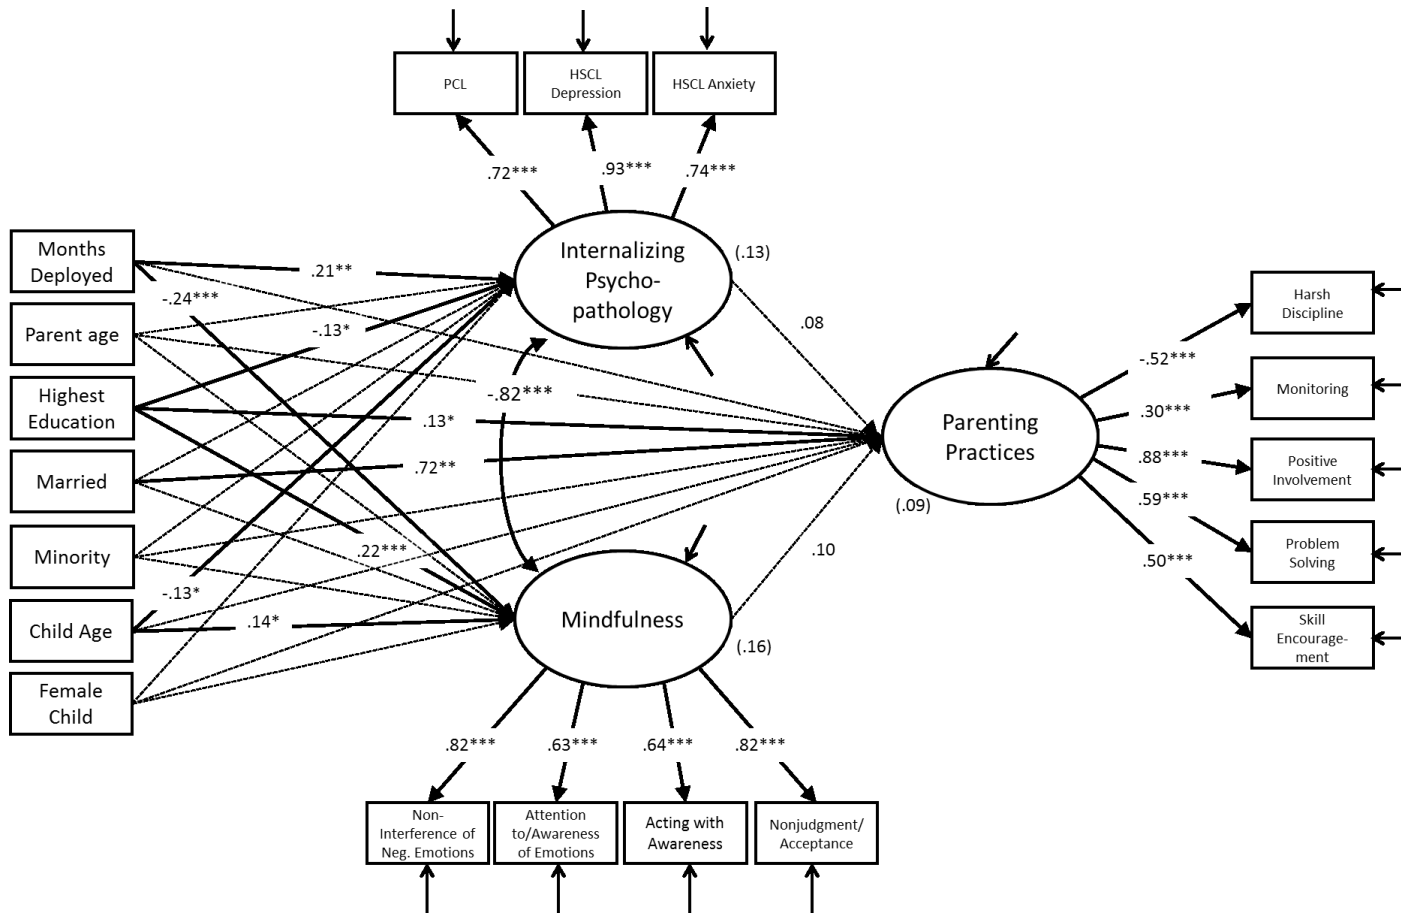 PCL
HSCL
Depression
HSCL Anxiety
.72***
.93***
.74***
Months
Deployed
Parent age
Highest
Education
Married
Minority
Child Age
Female
Child
.21**
-.24***
-.13*
-.82***
.13*
.72**
.22***
-.13*
.14*
Internalizing
Psycho-
pathology
(.13)
.08
Mindfulness
(.16)
.10
Parenting
Practices
(.09)
-.52***
.30***
.88***
.59***
.50***
Harsh
Discipline
Monitoring
Positive
Involvement
Problem
Solving
Skill
Encourage-
ment
.82***
.63***
.64***
.82***
Non-
Interference of
Neg. Emotions
Attention
to/Awareness
of Emotions
Acting with
Awareness
Nonjudgment/
Acceptance